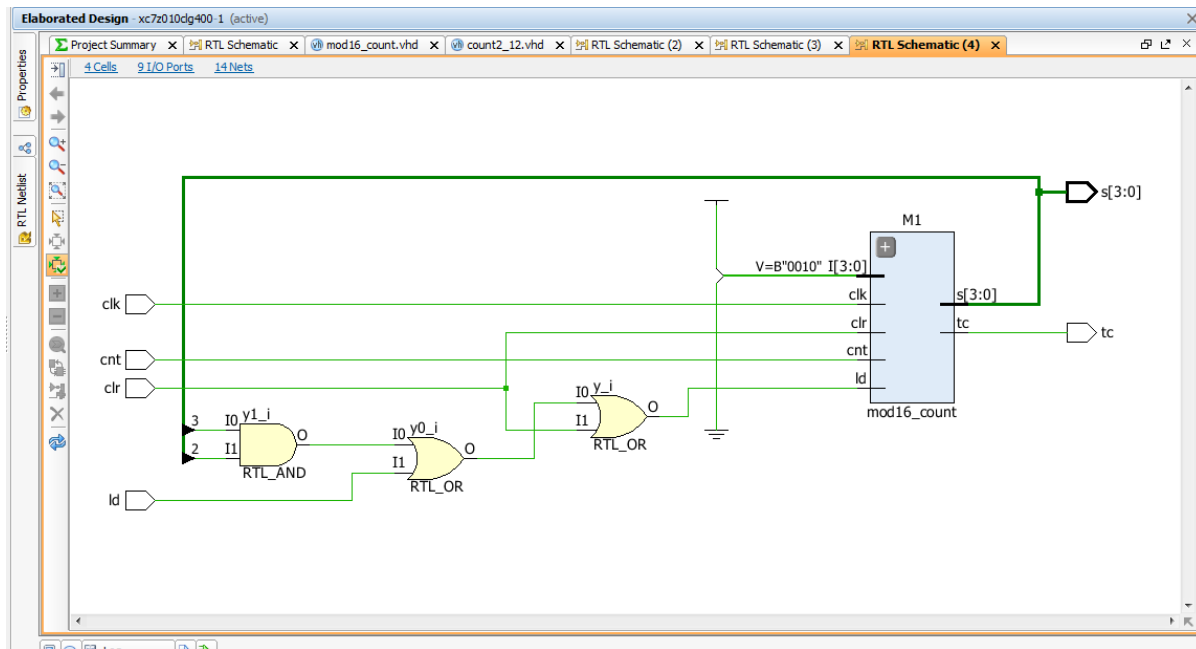 Elaborated Design - xc7z010clg400-1 (active)
Project Summary RTL Schematic mod16_count.vhd count2_12.vhd RTL Schematic (2) RTL Schematic (3) RTL Schematic (4)
4 Cells 9 I/O Ports 14 Nets
Properties
RTL Netlist
s[3:0]
M1
V=B"0010" I[3:0]
clk
clk
s[3:0]
clr
tc
tc
cnt
cnt
clr
ld
mod16_count
I0 y_i O
I1
RTL_OR
3 I0 y1_i O
2 I1
RTL_AND
I0 y0_i O
I1
RTL_OR
ld